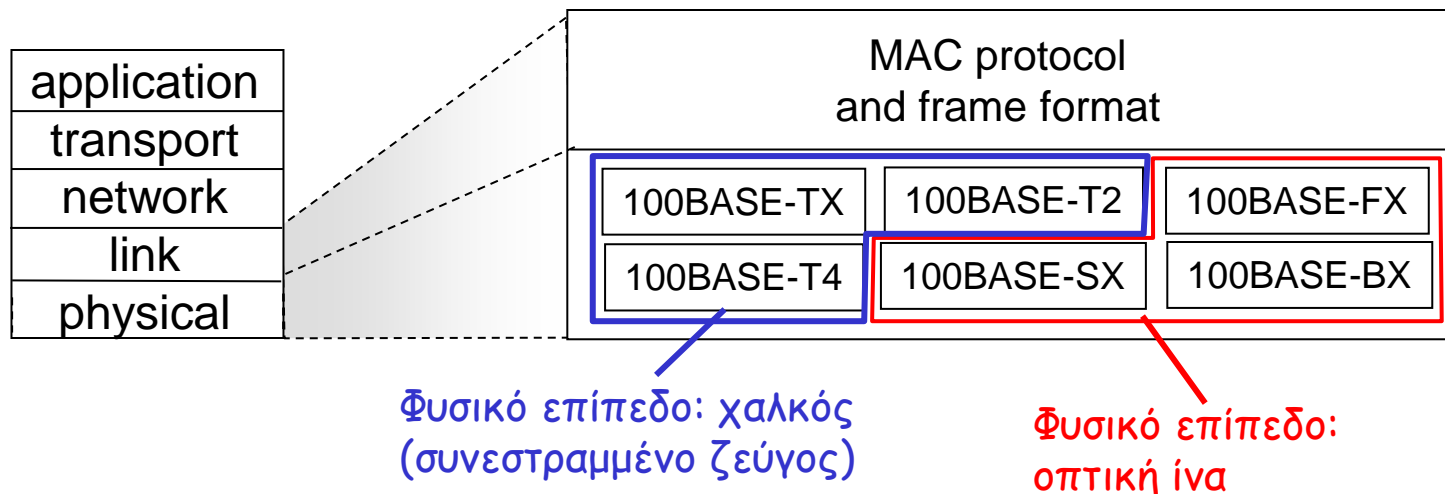 application
transport
network
link
physical
MAC protocol
and frame format
100BASE-TX
100BASE-T2
100BASE-FX
100BASE-T4
100BASE-SX
100BASE-BX
Φυσικό επίπεδο: χαλκός
(συνεστραμμένο ζεύγος)
Φυσικό επίπεδο:
οπτική ίνα